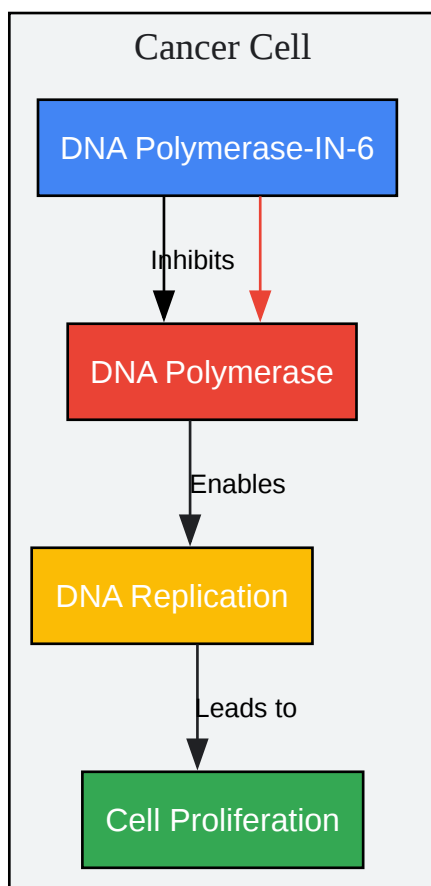 Cancer Cell
DNA Polymerase-IN-6
Inhibits
DNA Polymerase
Enables
DNA Replication
Leads to
Cell Proliferation